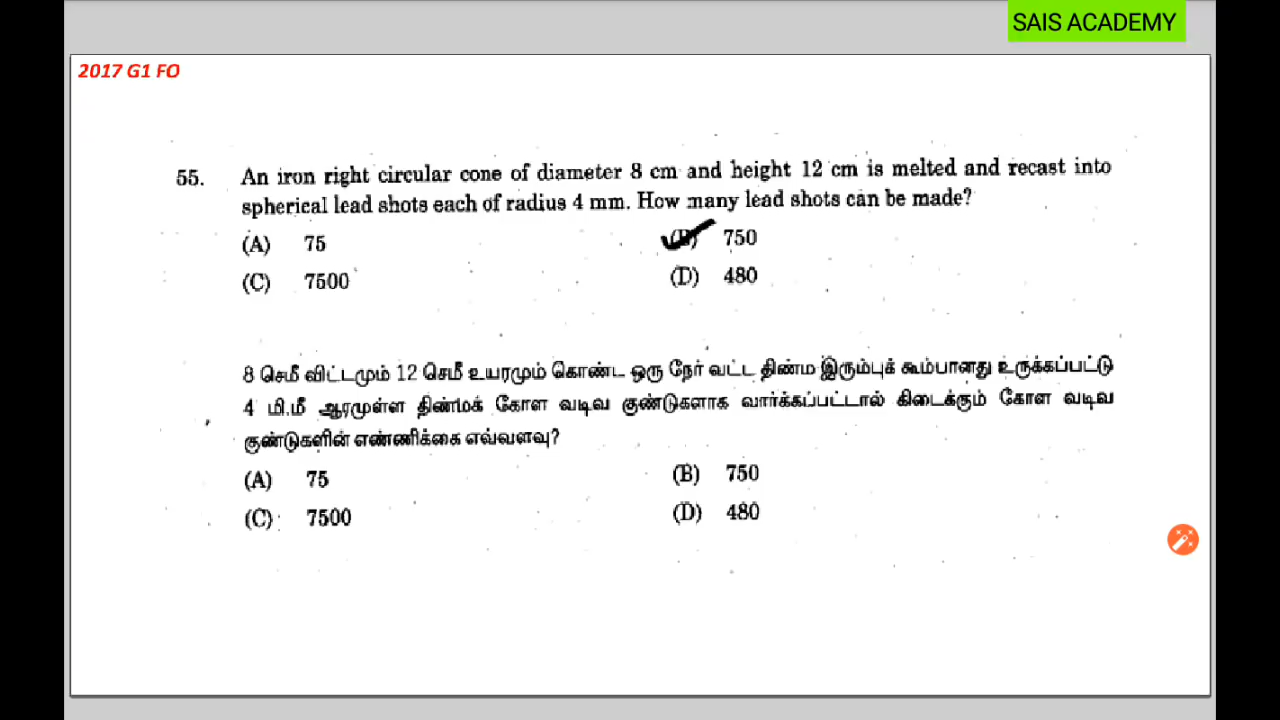 SAIS ACADEMY
2017 G1 FO
55. An iron right circular cone of diameter 8 cm and height 12 cm is melted and recast into
spherical lead shots each of radius 4 mm. How many lead shots can be made?
(A) 75 (B) 750
(C) 7500 (D) 480
8 செமீ விட்டமும் 12 செமீ உயரமும் கொண்ட ஒரு நேர் வட்ட திண்ம இரும்புக் கூம்பானது உருக்கப்பட்டு
4 மி.மீ ஆரமுள்ள திண்மக் கோள வடிவ குண்டுகளாக வார்க்கப்பட்டால் கிடைக்கும் கோள வடிவ
குண்டுகளின் எண்ணிக்கை எவ்வளவு?
(A) 75 (B) 750
(C) 7500 (D) 480